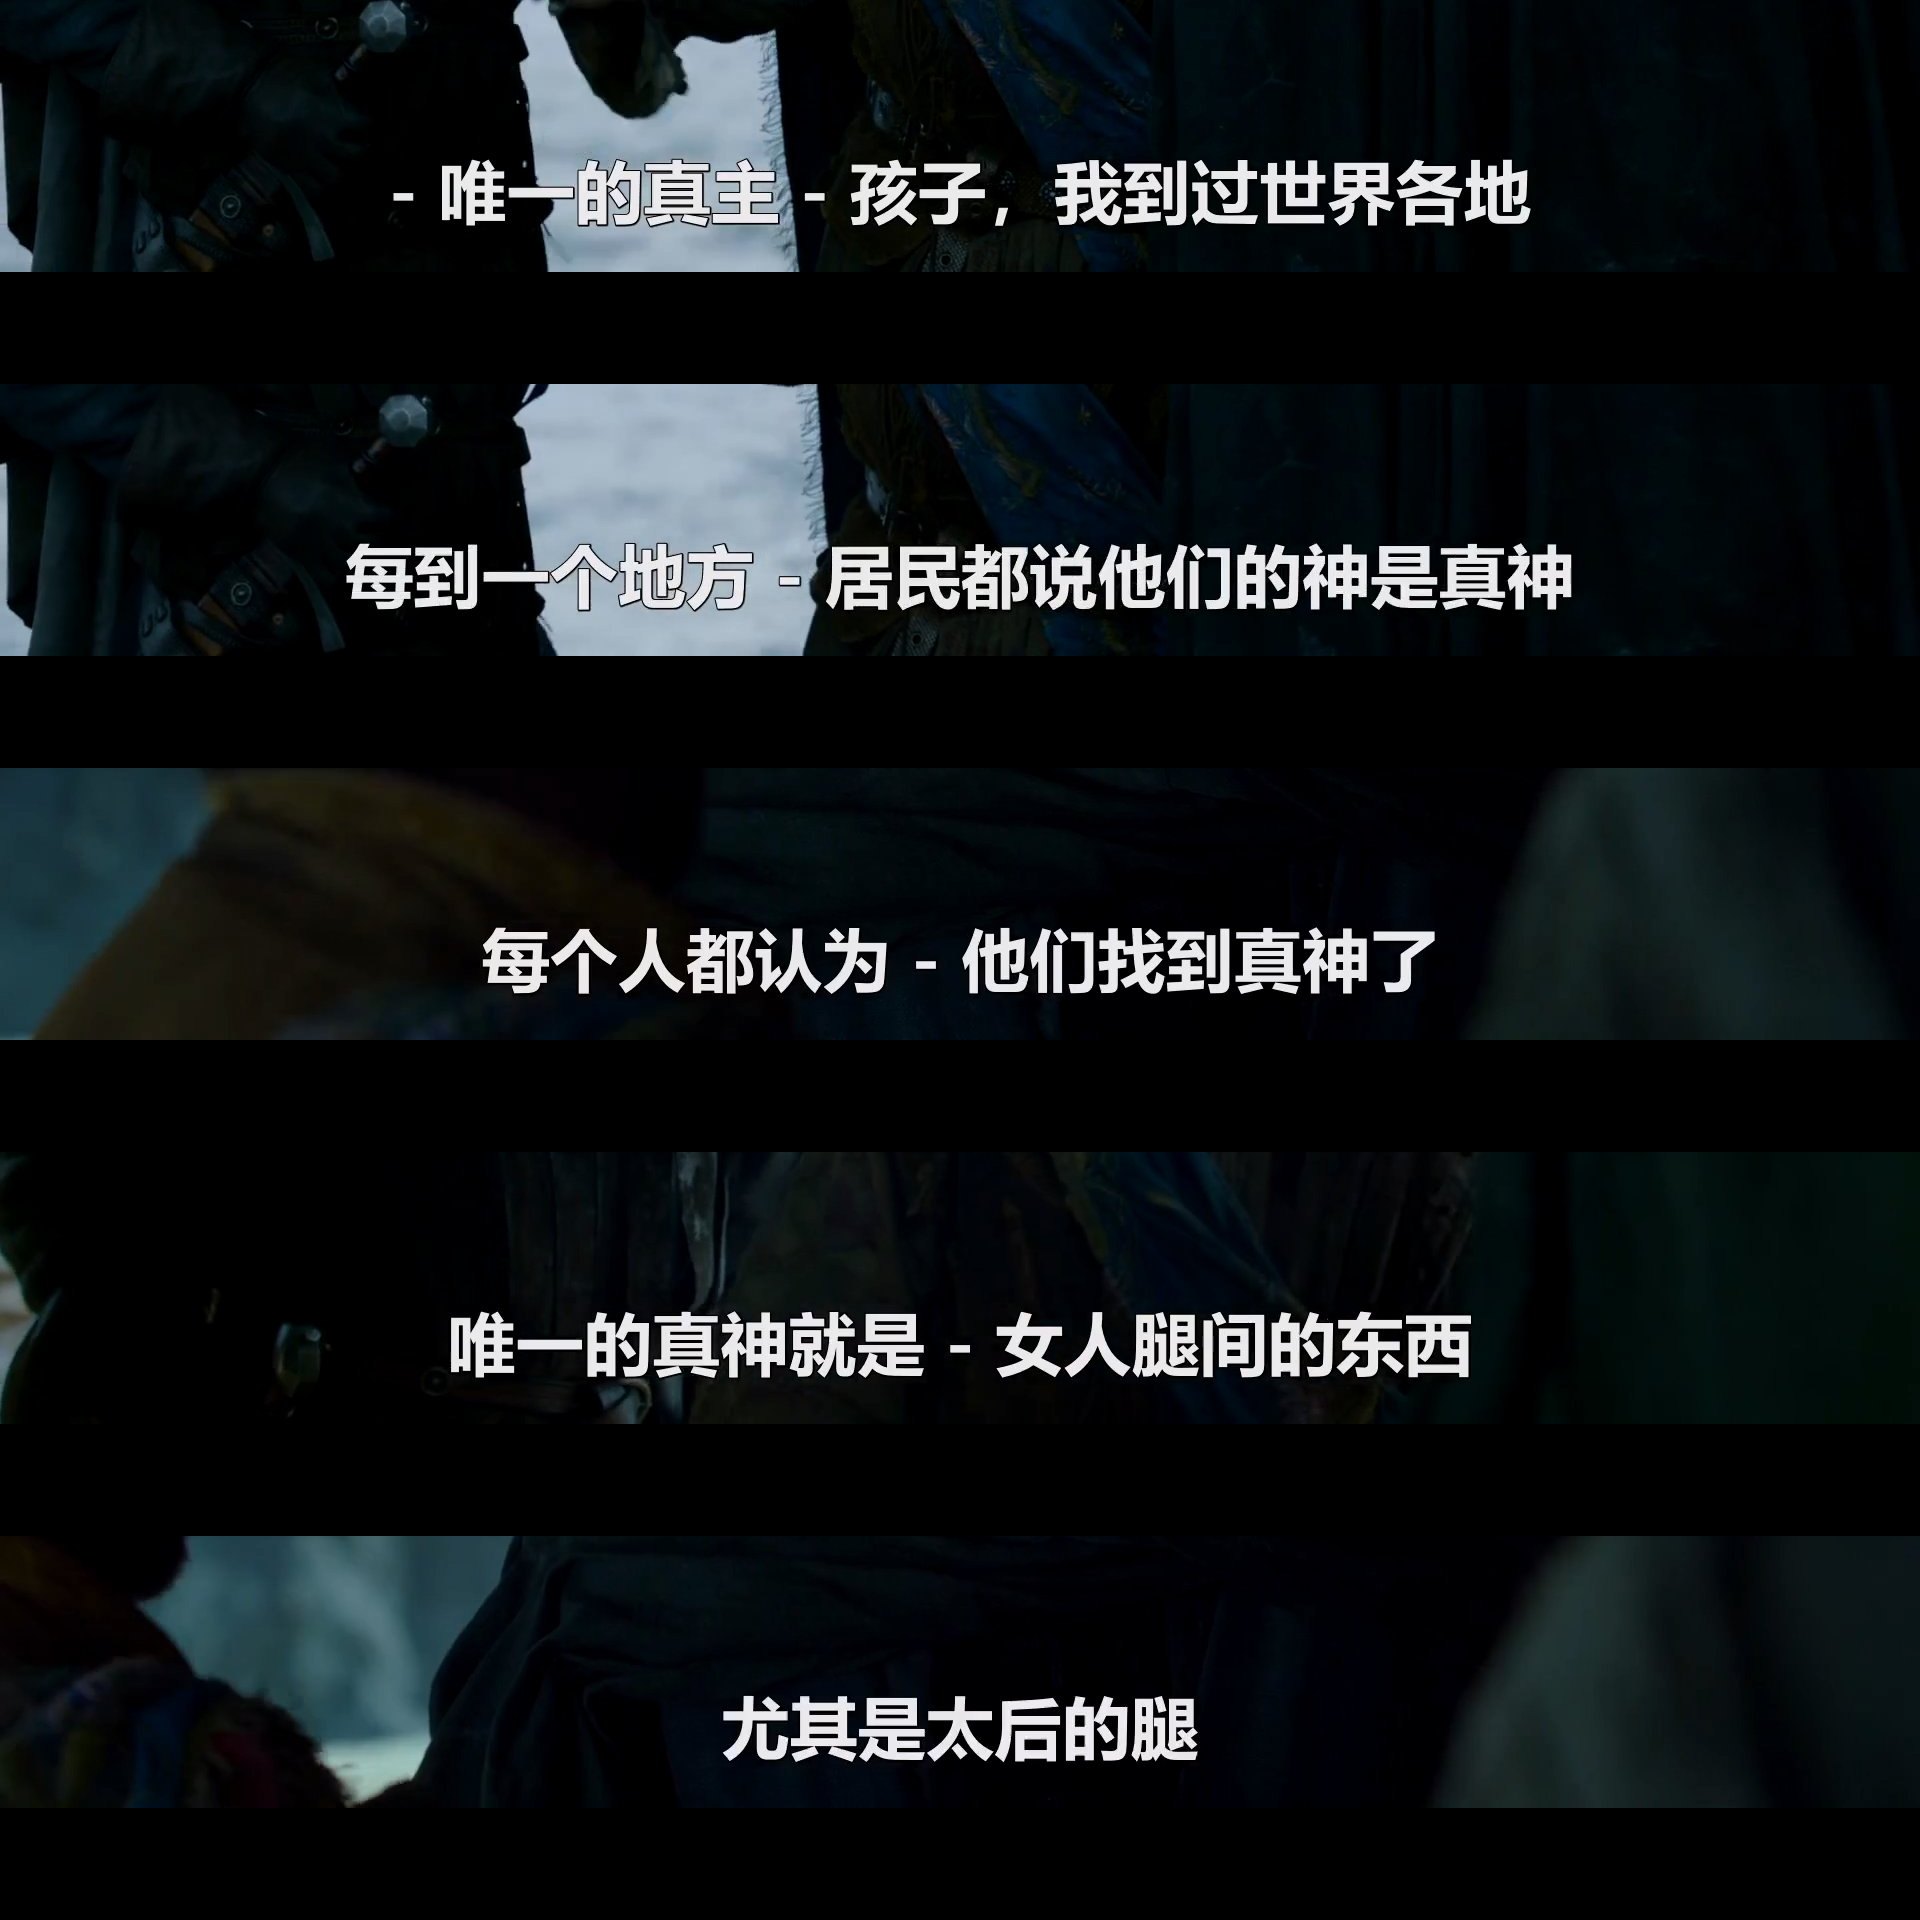 - 唯一的真主 - 孩子，我到过世界各地
每到一个地方 - 居民都说他们的神是真神
每个人都认为 - 他们找到真神了
唯一的真神就是 - 女人腿间的东西
尤其是太后的腿